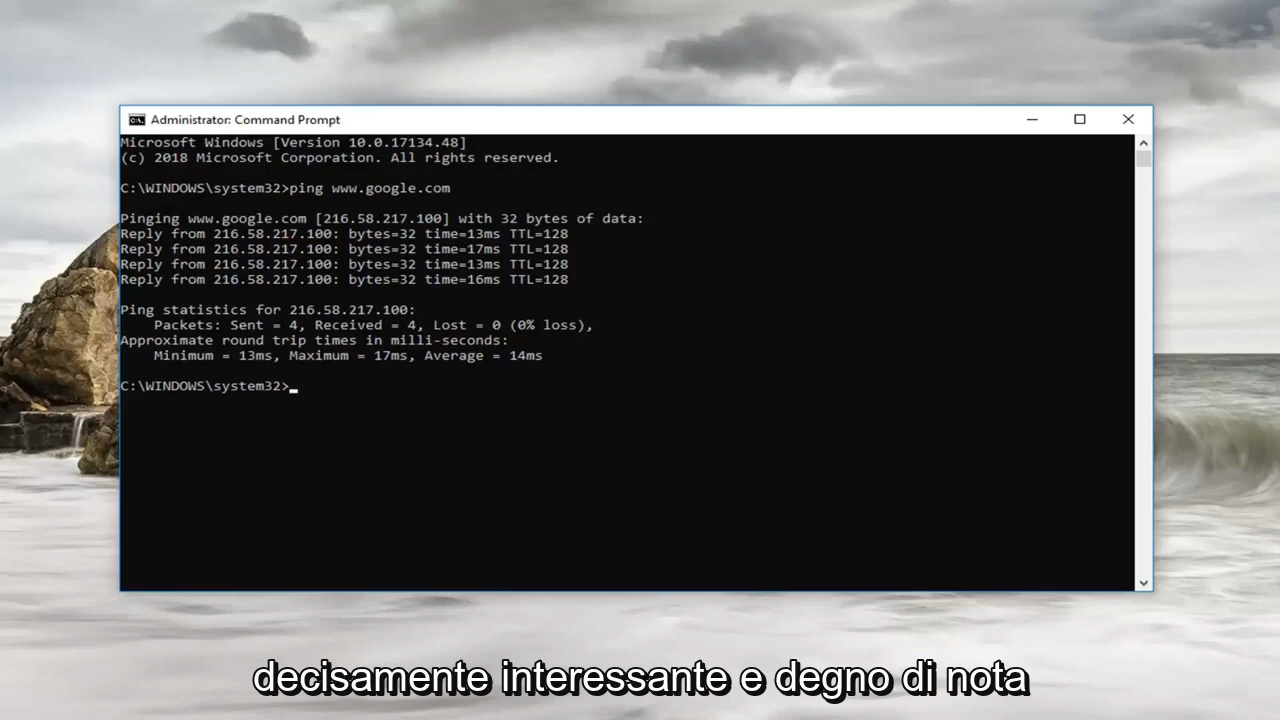 Administrator: Command Prompt
Microsoft Windows [Version 10.0.17134.48]
(c) 2018 Microsoft Corporation. All rights reserved.
C:\WINDOWS\system32>ping www.google.com
Pinging www.google.com [216.58.217.100] with 32 bytes of data:
Reply from 216.58.217.100: bytes=32 time=13ms TTL=128
Reply from 216.58.217.100: bytes=32 time=17ms TTL=128
Reply from 216.58.217.100: bytes=32 time=13ms TTL=128
Reply from 216.58.217.100: bytes=32 time=16ms TTL=128
Ping statistics for 216.58.217.100:
Packets: Sent = 4, Received = 4, Lost = 0 (0% loss),
Approximate round trip times in milli-seconds:
Minimum = 13ms, Maximum = 17ms, Average = 14ms
C:\WINDOWS\system32>
decisamente interessante e degno di nota